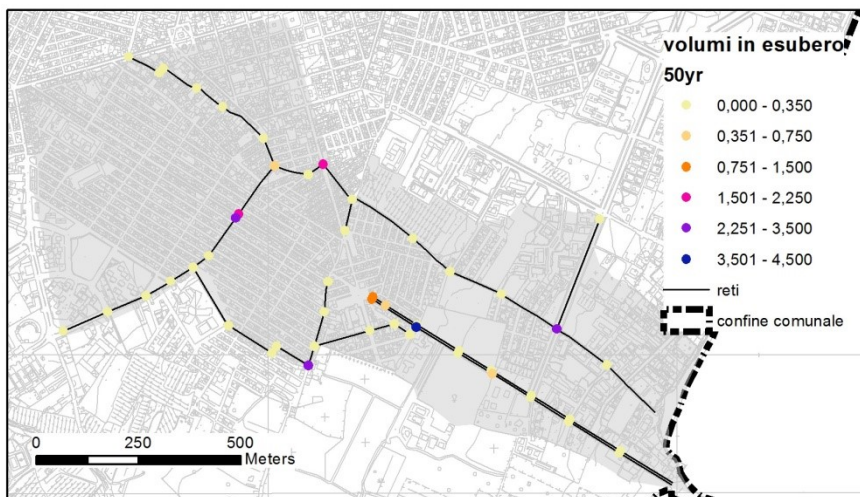 volumi in esubero
50yr
0,000 - 0,350
0,351 - 0,750
0,751 - 1,500
1,501 - 2,250
2,251 - 3,500
3,501 - 4,500
reti
confine comunale
0 250 500
Meters